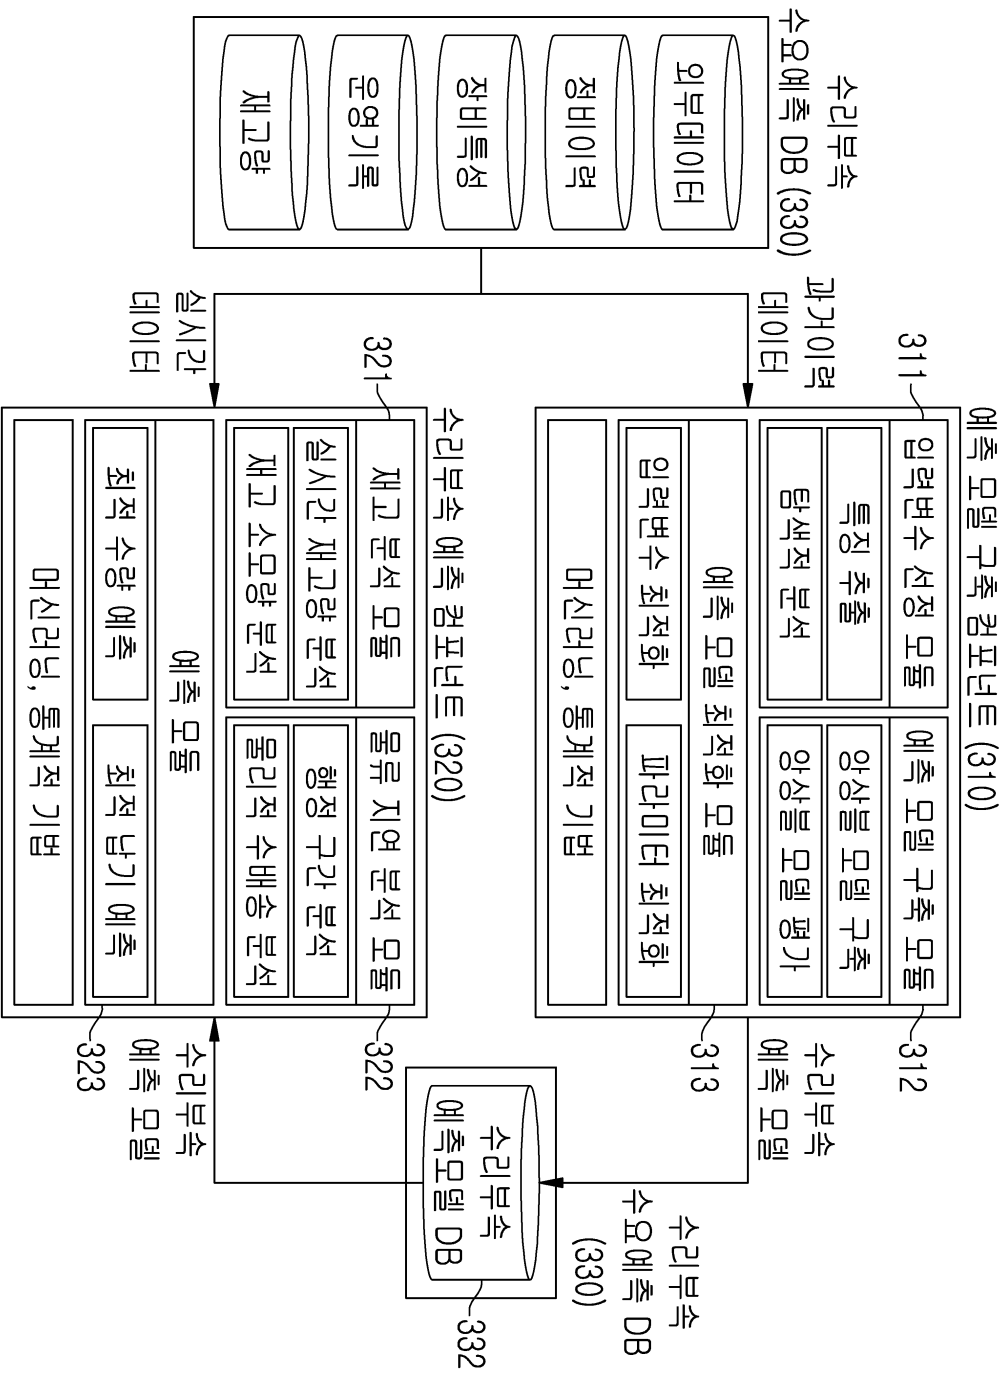 수리부속
수요예측 DB (330)
외부데이터
정비이력
장비특성
운영기록
재고량
과거이력
데이터
실시간
데이터
예측 모델 구축 컴포넌트 (310)
311
입력변수 선정 모듈
특징 추출
탐색적 분석
312
예측 모델 구축 모듈
앙상블 모델 구축
앙상블 모델 평가
313
예측 모델 최적화 모듈
입력변수 최적화
파라미터 최적화
머신러닝, 통계적 기법
수리부속 예측 컴포넌트 (320)
321
재고 분석 모듈
실시간 재고량 분석
재고 소모량 분석
322
물류 지연 분석 모듈
행정 구간 분석
물리적 수배송 분석
323
예측 모듈
최적 수량 예측
최적 납기 예측
머신러닝, 통계적 기법
수리부속
예측 모델
수리부속
예측 모델
수리부속
수요예측 DB
(330)
수리부속
예측모델 DB
332